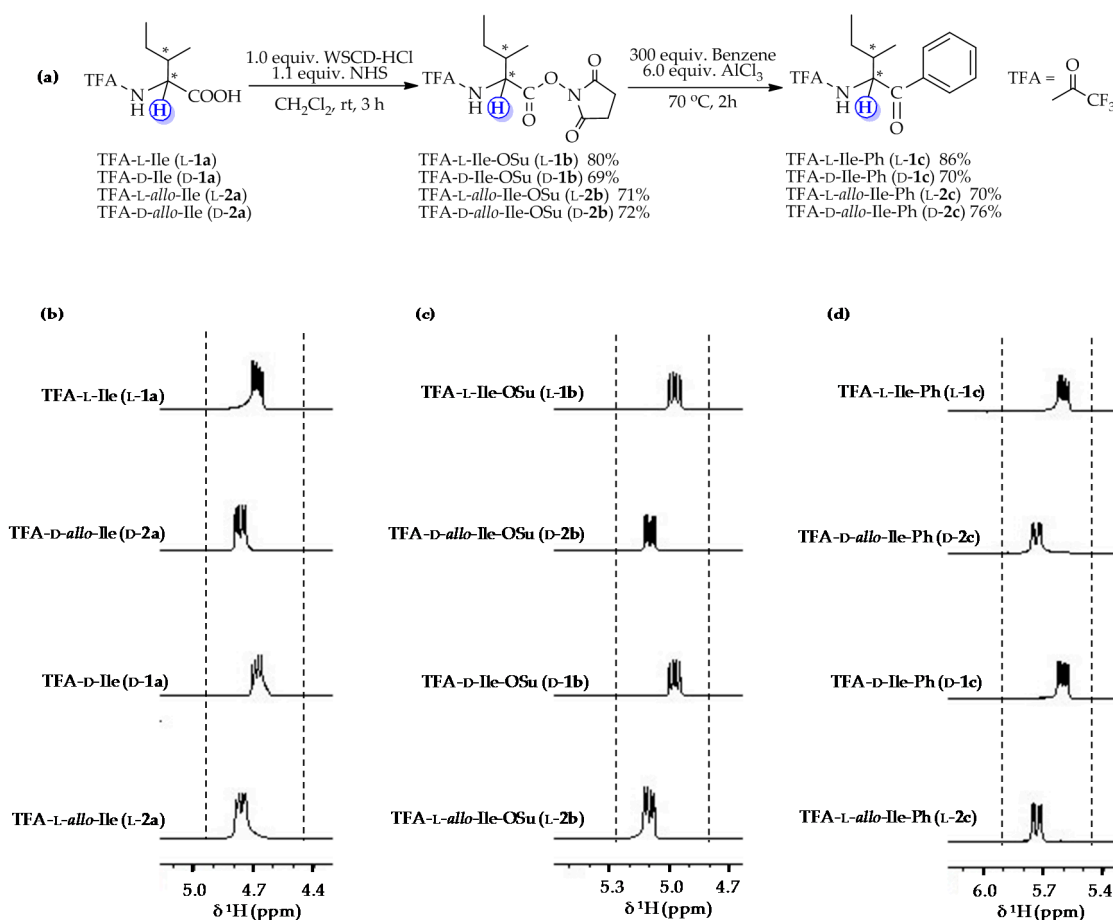 (a)
TFA
N
H
H
*
*
COOH
1.0 equiv. WSCD-HCl
1.1 equiv. NHS
CH2Cl2, rt, 3 h
TFA
N
H
H
*
*
O
O
N
O
O
300 equiv. Benzene
6.0 equiv. AlCl3
70 °C, 2h
TFA
N
H
H
*
*
O
TFA =
O
CF3
TFA-L-Ile (L-1a)
TFA-D-Ile (D-1a)
TFA-L-allo-Ile (L-2a)
TFA-D-allo-Ile (D-2a)
TFA-L-Ile-OSu (L-1b) 80%
TFA-D-Ile-OSu (D-1b) 69%
TFA-L-allo-Ile-OSu (L-2b) 71%
TFA-D-allo-Ile-OSu (D-2b) 72%
TFA-L-Ile-Ph (L-1c) 86%
TFA-D-Ile-Ph (D-1c) 70%
TFA-L-allo-Ile-Ph (L-2c) 70%
TFA-D-allo-Ile-Ph (D-2c) 76%
(b)
TFA-L-Ile (L-1a)
TFA-D-allo-Ile (D-2a)
TFA-D-Ile (D-1a)
TFA-L-allo-Ile (L-2a)
5.0 4.7 4.4
δ 1H (ppm)
(c)
TFA-L-Ile-OSu (L-1b)
TFA-D-allo-Ile-OSu (D-2b)
TFA-D-Ile-OSu (D-1b)
TFA-L-allo-Ile-OSu (L-2b)
5.3 5.0 4.7
δ 1H (ppm)
(d)
TFA-L-Ile-Ph (L-1c)
TFA-D-allo-Ile-Ph (D-2c)
TFA-D-Ile-Ph (D-1c)
TFA-L-allo-Ile-Ph (L-2c)
6.0 5.7 5.4
δ 1H (ppm)